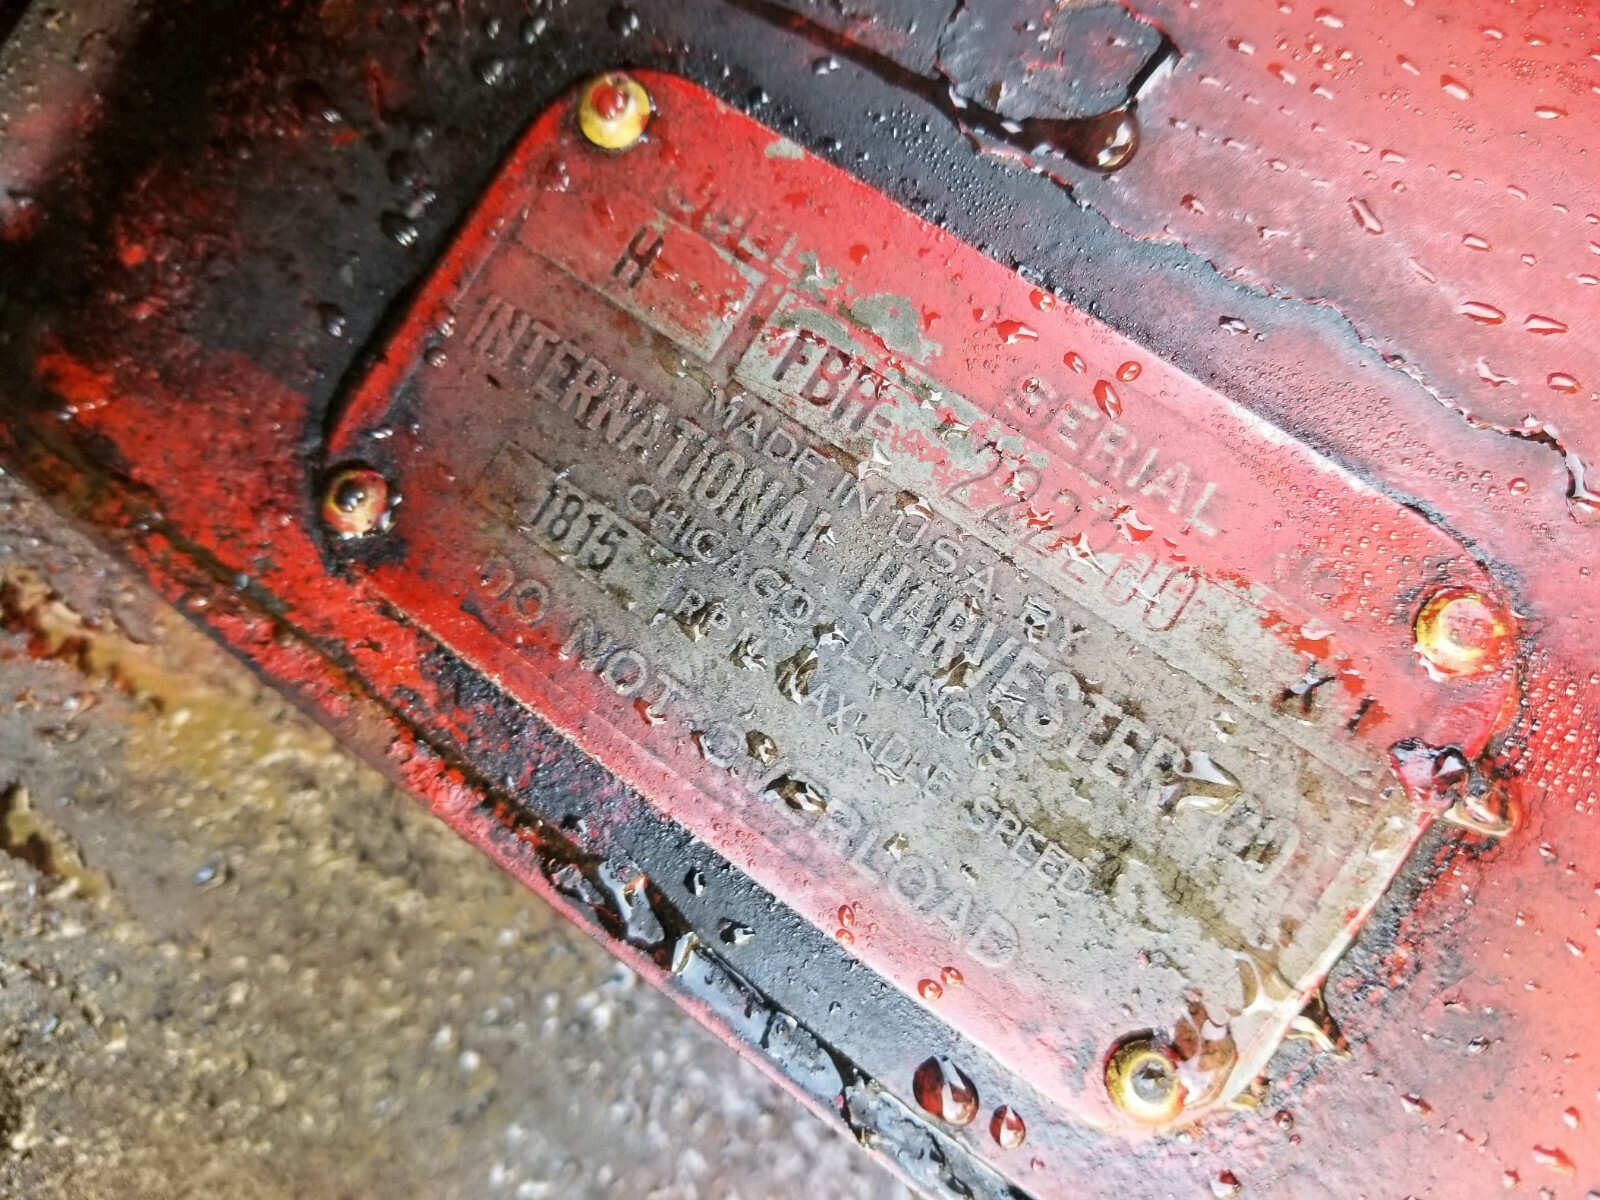 MODEL SERIAL
H FBH- X1
MADE IN U S A BY
INTERNATIONAL HARVESTER CO
CHICAGO ILLINOIS
1815 RPM MAX IDLE SPEED
DO NOT OVERLOAD